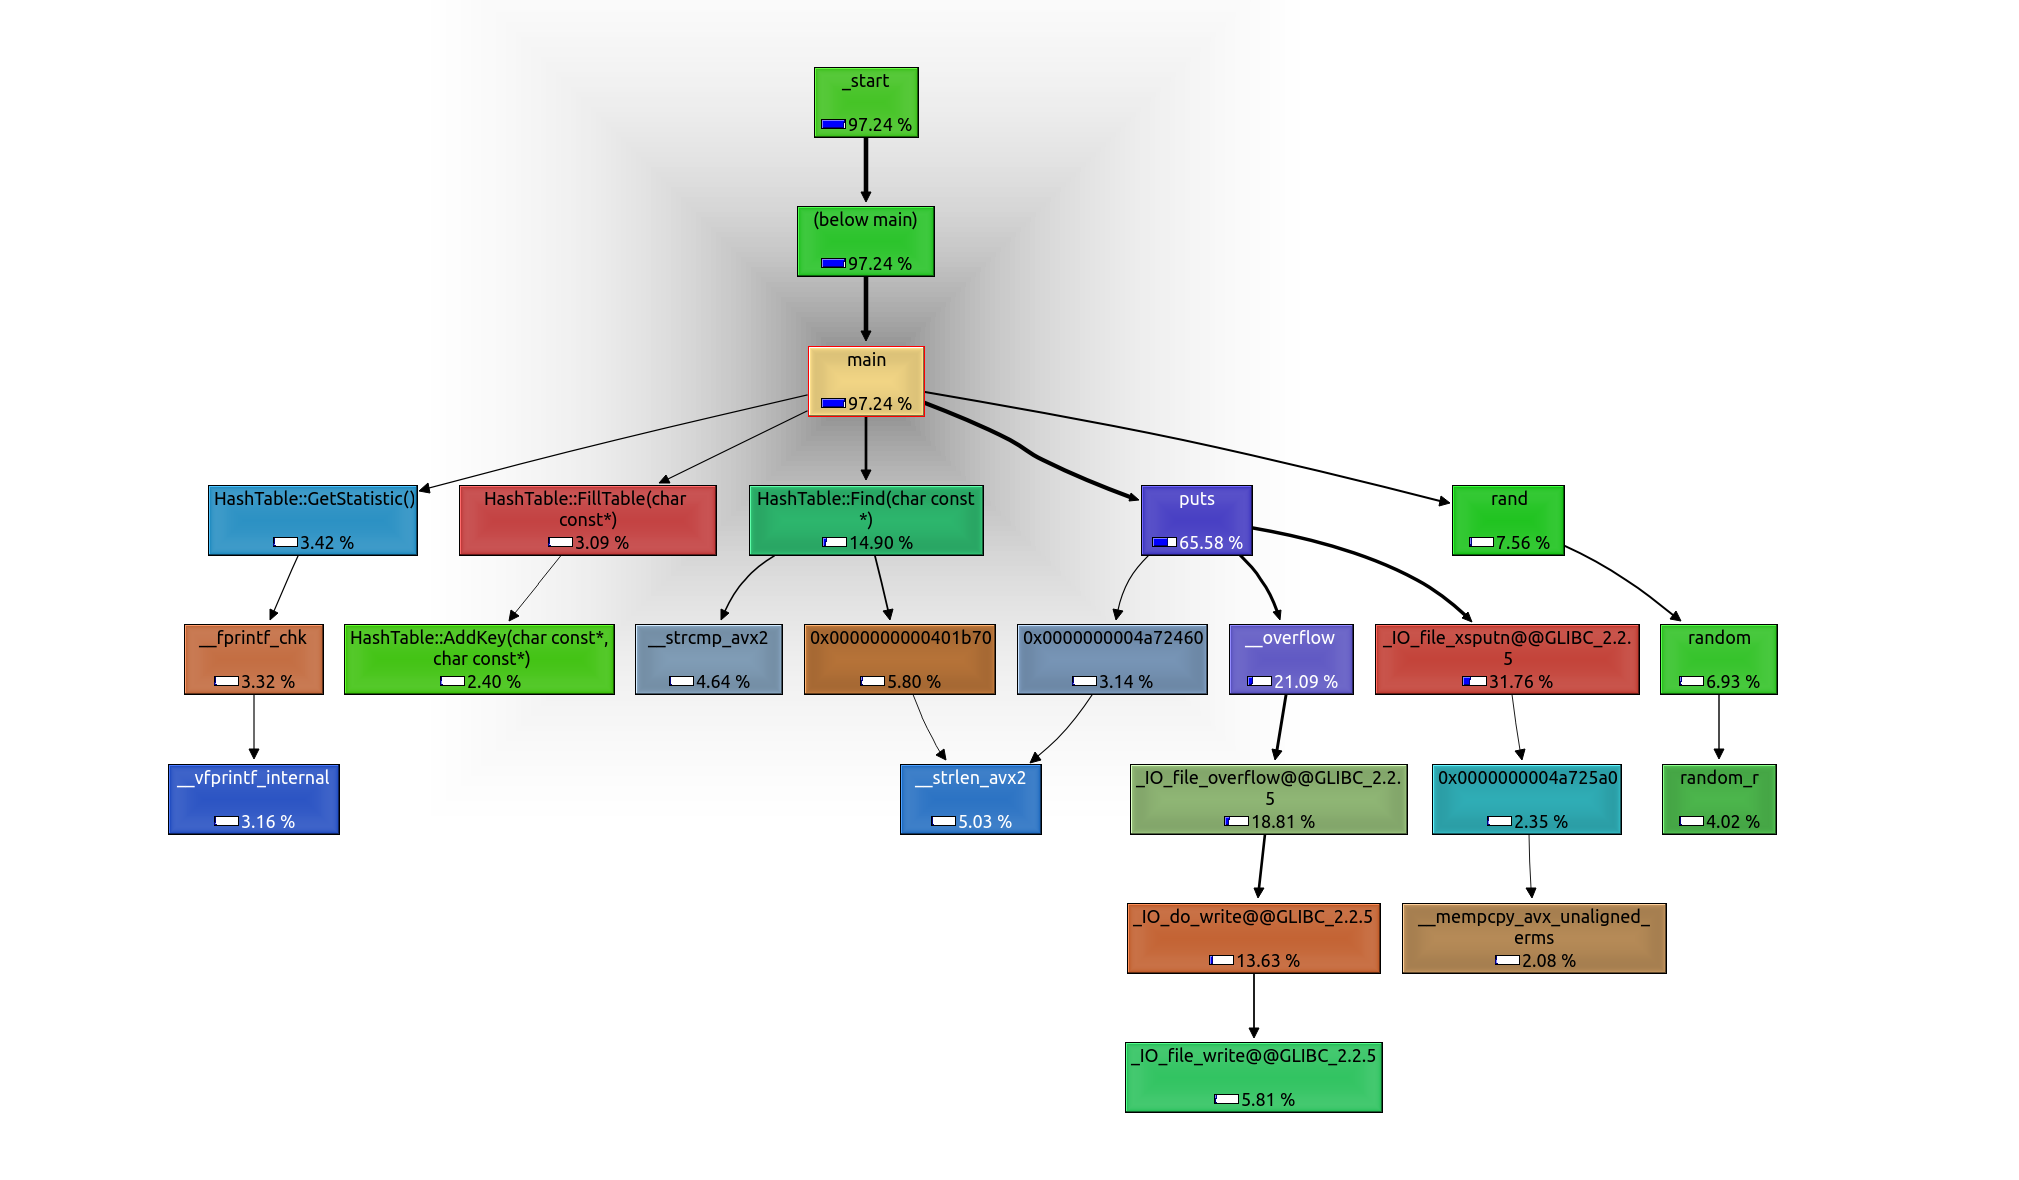 _start
97.24 %
(below main)
97.24 %
main
97.24 %
HashTable::GetStatistic()
3.42 %
HashTable::FillTable(char
const*)
3.09 %
HashTable::Find(char const
*)
14.90 %
puts
65.58 %
rand
7.56 %
__fprintf_chk
3.32 %
HashTable::AddKey(char const*,
char const*)
2.40 %
__strcmp_avx2
4.64 %
0x0000000000401b70
5.80 %
0x0000000004a72460
3.14 %
__overflow
21.09 %
_IO_file_xsputn@@GLIBC_2.2.
5
31.76 %
random
6.93 %
__vfprintf_internal
3.16 %
__strlen_avx2
5.03 %
_IO_file_overflow@@GLIBC_2.2.
5
18.81 %
0x0000000004a725a0
2.35 %
random_r
4.02 %
_IO_do_write@@GLIBC_2.2.5
13.63 %
__mempcpy_avx_unaligned_
erms
2.08 %
_IO_file_write@@GLIBC_2.2.5
5.81 %